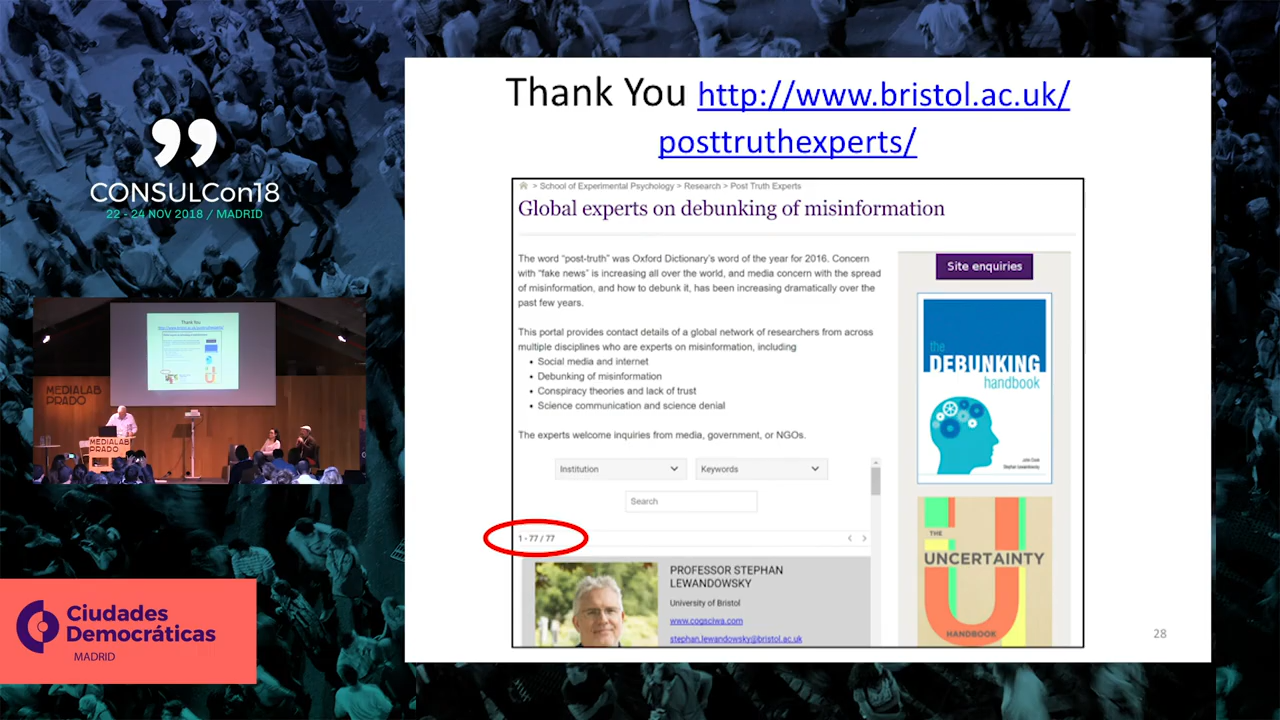 CONSULCon18
22 - 24 NOV 2018 / MADRID
MEDIALAB
PRADO
Thank You
MEDIALAB
PRADO
Ciudades
Democráticas
MADRID
Thank You http://www.bristol.ac.uk/
posttruthexperts/
> School of Experimental Psychology > Research > Post Truth Experts
Global experts on debunking of misinformation
The word “post-truth” was Oxford Dictionary’s word of the year for 2016. Concern
with “fake news” is increasing all over the world, and media concern with the spread
of misinformation, and how to debunk it, has been increasing dramatically over the
past few years.
This portal provides contact details of a global network of researchers from across
multiple disciplines who are experts on misinformation, including
• Social media and internet
• Debunking of misinformation
• Conspiracy theories and lack of trust
• Science communication and science denial
The experts welcome inquiries from media, government, or NGOs.
Institution
Keywords
Search
1 - 77 / 77
PROFESSOR STEPHAN
LEWANDOWSKY
University of Bristol
www.cogsciwa.com
stephan.lewandowsky@bristol.ac.uk
Site enquiries
the
DEBUNKING
handbook
John Cook
Stephan Lewandowsky
THE
UNCERTAINTY
HANDBOOK
28